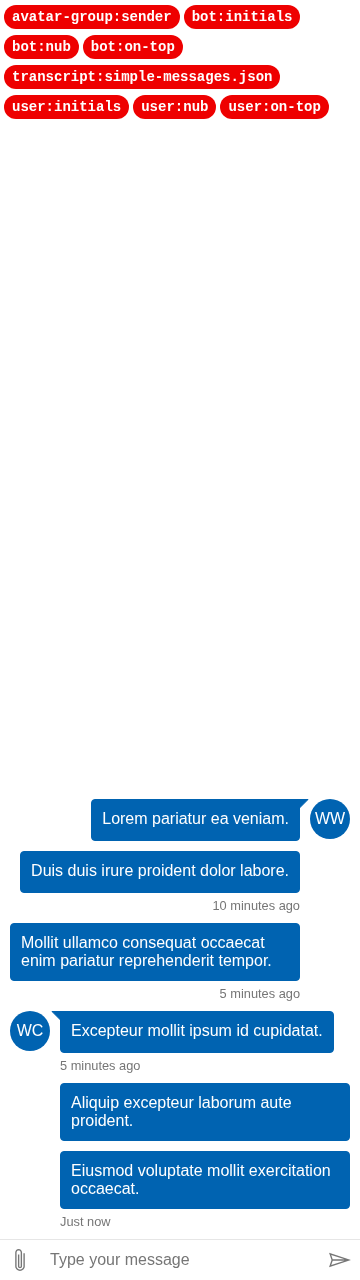 avatar-group:sender bot:initials
bot:nub bot:on-top
transcript:simple-messages.json
user:initials user:nub user:on-top
Lorem pariatur ea veniam. WW
Duis duis irure proident dolor labore.
10 minutes ago
Mollit ullamco consequat occaecat
enim pariatur reprehenderit tempor.
5 minutes ago
WC Excepteur mollit ipsum id cupidatat.
5 minutes ago
Aliquip excepteur laborum aute
proident.
Eiusmod voluptate mollit exercitation
occaecat.
Just now
Type your message